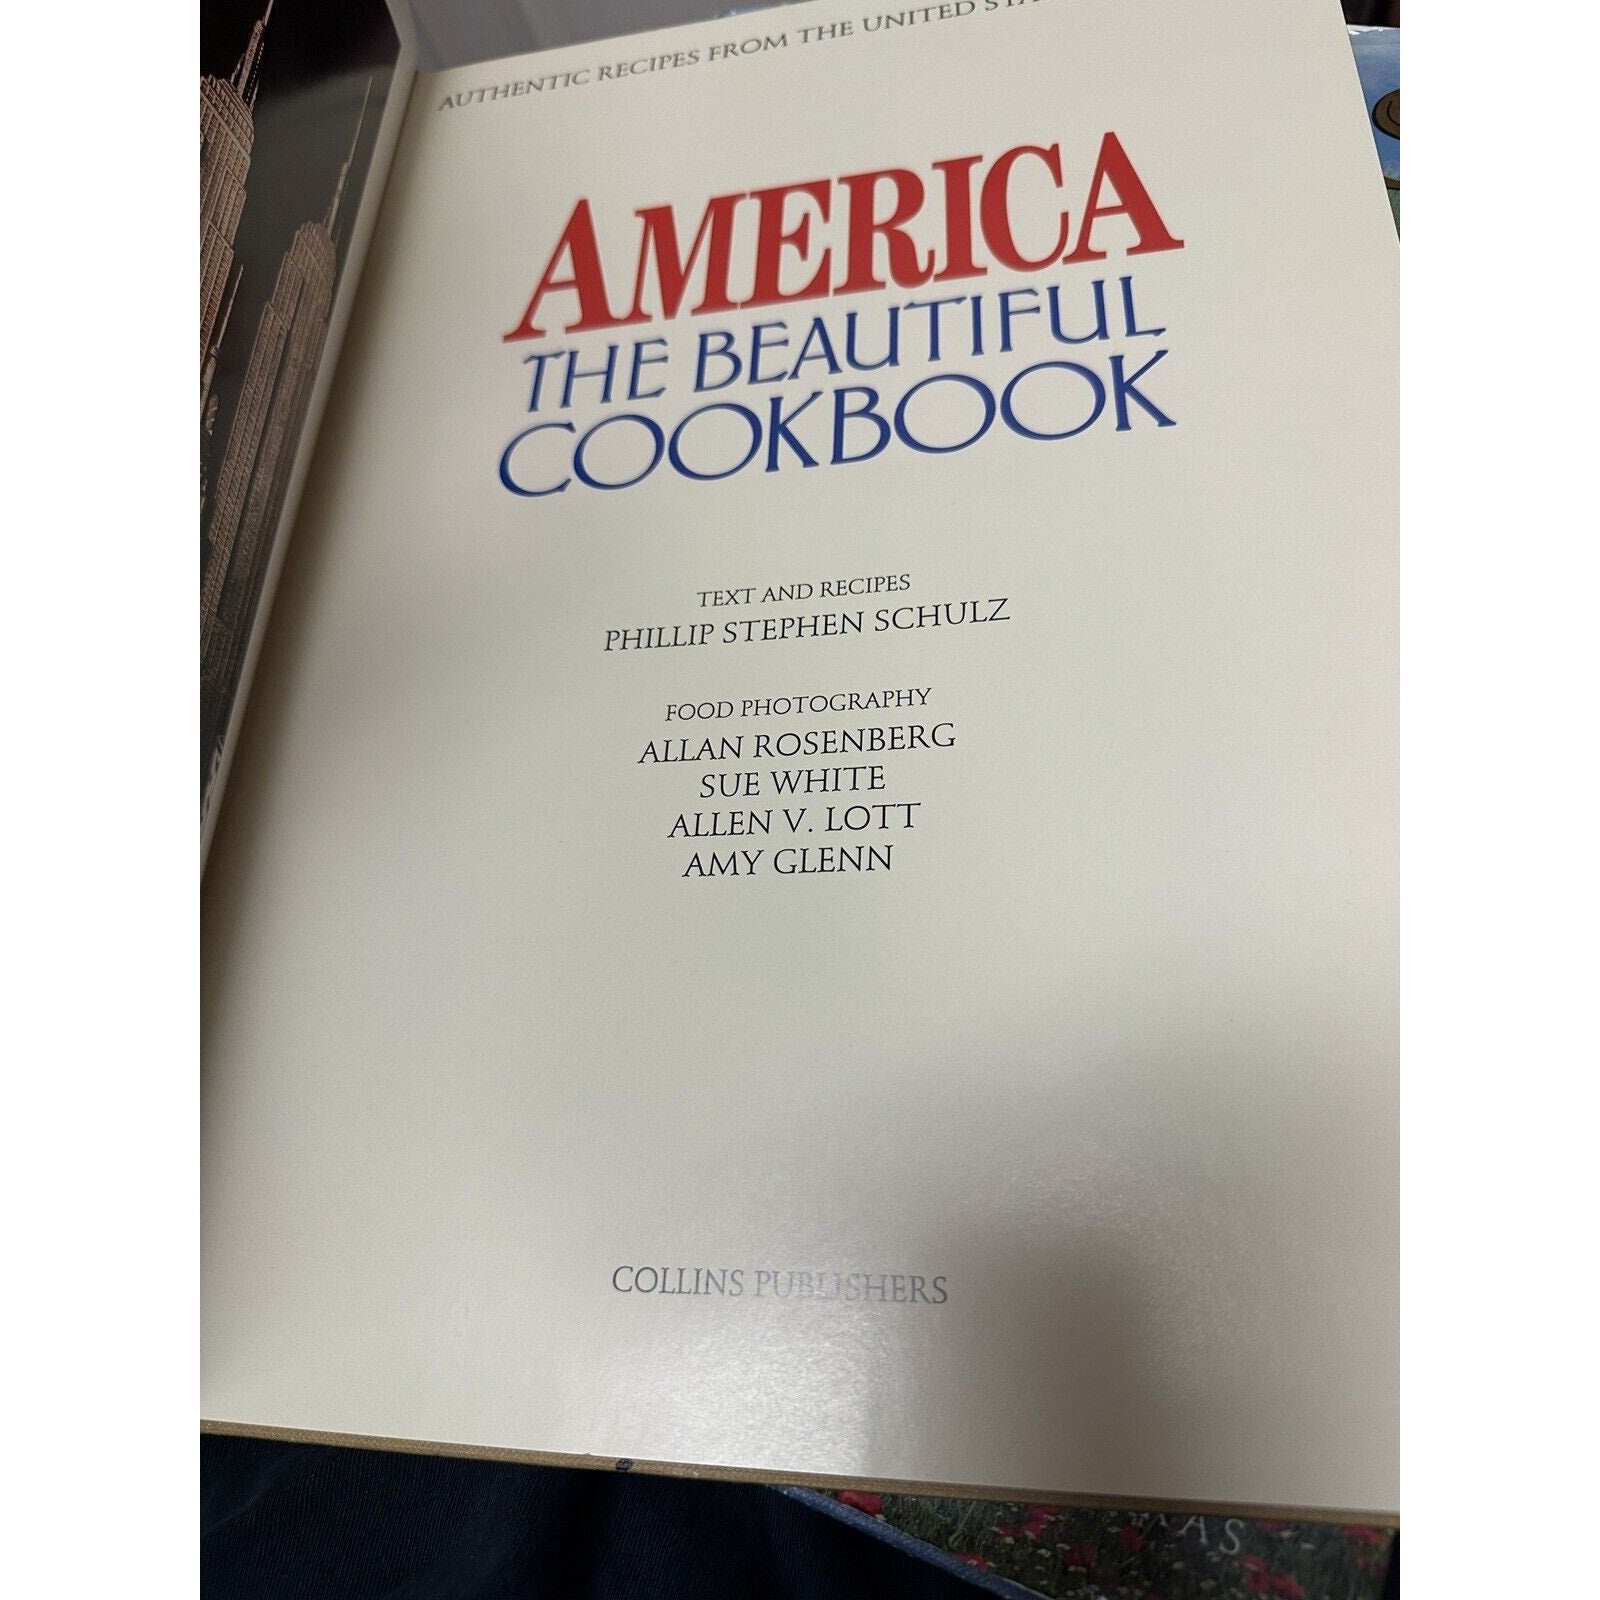 AUTHENTIC RECIPES FROM THE UNITED
AMERICA
THE BEAUTIFUL
COOKBOOK
TEXT AND RECIPES
PHILLIP STEPHEN SCHULZ
FOOD PHOTOGRAPHY
ALLAN ROSENBERG
SUE WHITE
ALLEN V. LOTT
AMY GLENN
COLLINS PUBLISHERS